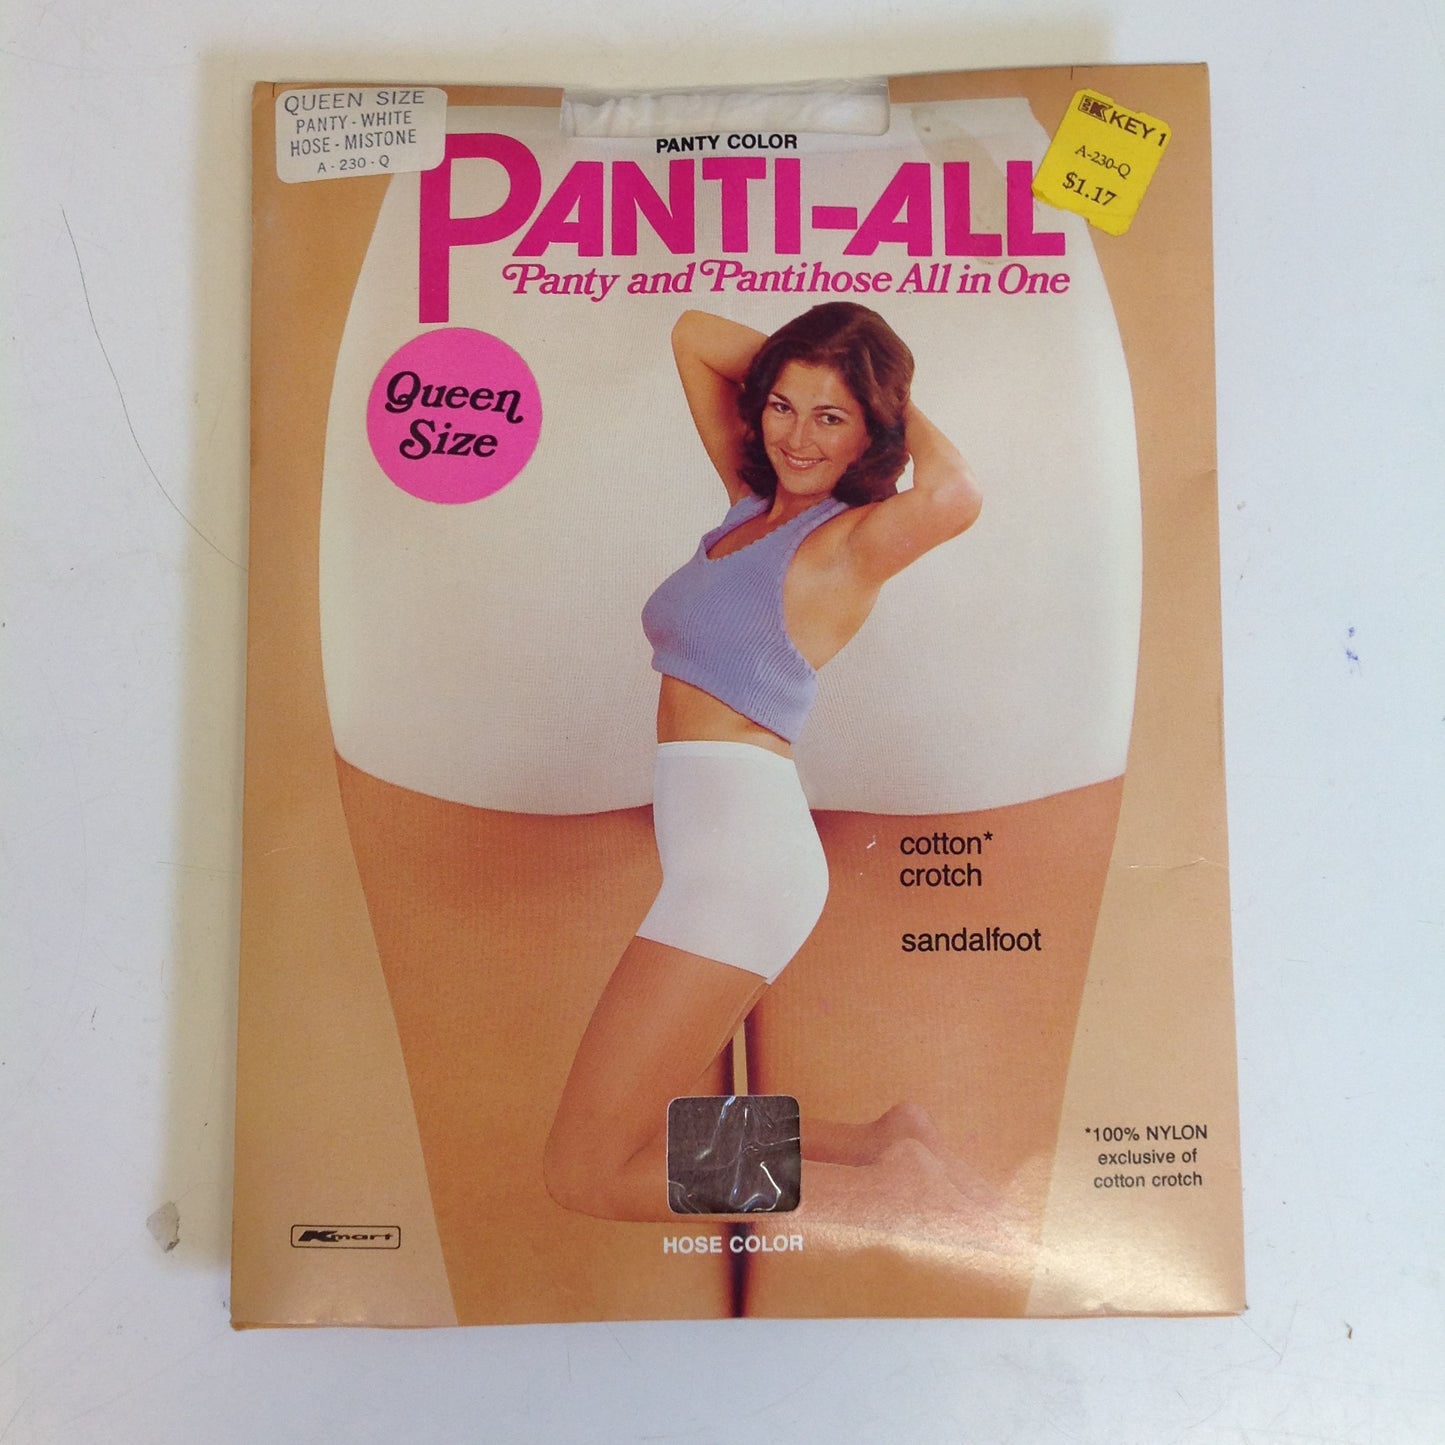 QUEEN SIZE
PANTY - WHITE
HOSE - MISTONE
A - 230 - Q
PANTY COLOR
KEY 1
A-230-Q
$1.17
PANTI-ALL
Panty and Pantihose All in One
Queen
Size
cotton*
crotch
sandalfoot
*100% NYLON
exclusive of
cotton crotch
Kmart
HOSE COLOR